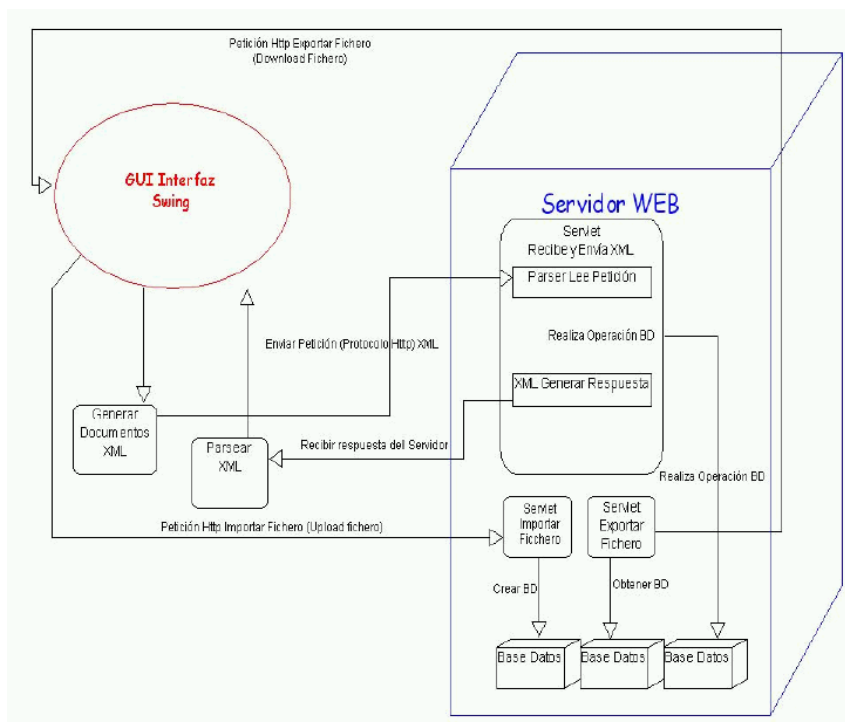 Petición Http Exportar Fichero
(Download Fichero)
GUI Interfaz
Swing
Servidor WEB
Servlet
Recibe y Envía XML
Parser Lee Petición
Enviar Petición (Protocolo Http) XML
Realiza Operación BD
XML Generar Respuesta
Generar
Documentos
XML
Parsear
XML
Recibir respuesta del Servidor
Realiza Operación BD
Petición Http Importar Fichero (Upload fichero)
Servlet
Importar
Ficchero
Servlet
Exportar
Fichero
Crear BD
Obtener BD
Base Datos
Base Datos
Base Datos